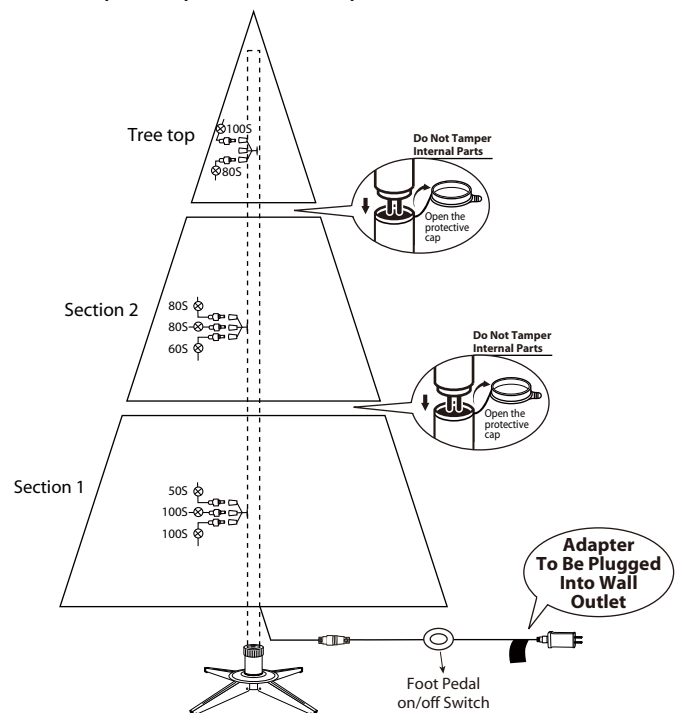 Tree top
100S
80S
Do Not Tamper
Internal Parts
Open the
protective
cap
Section 2
80S
80S
60S
Do Not Tamper
Internal Parts
Open the
protective
cap
Section 1
50S
100S
100S
Adapter
To Be Plugged
Into Wall
Outlet
Foot Pedal
on/off Switch